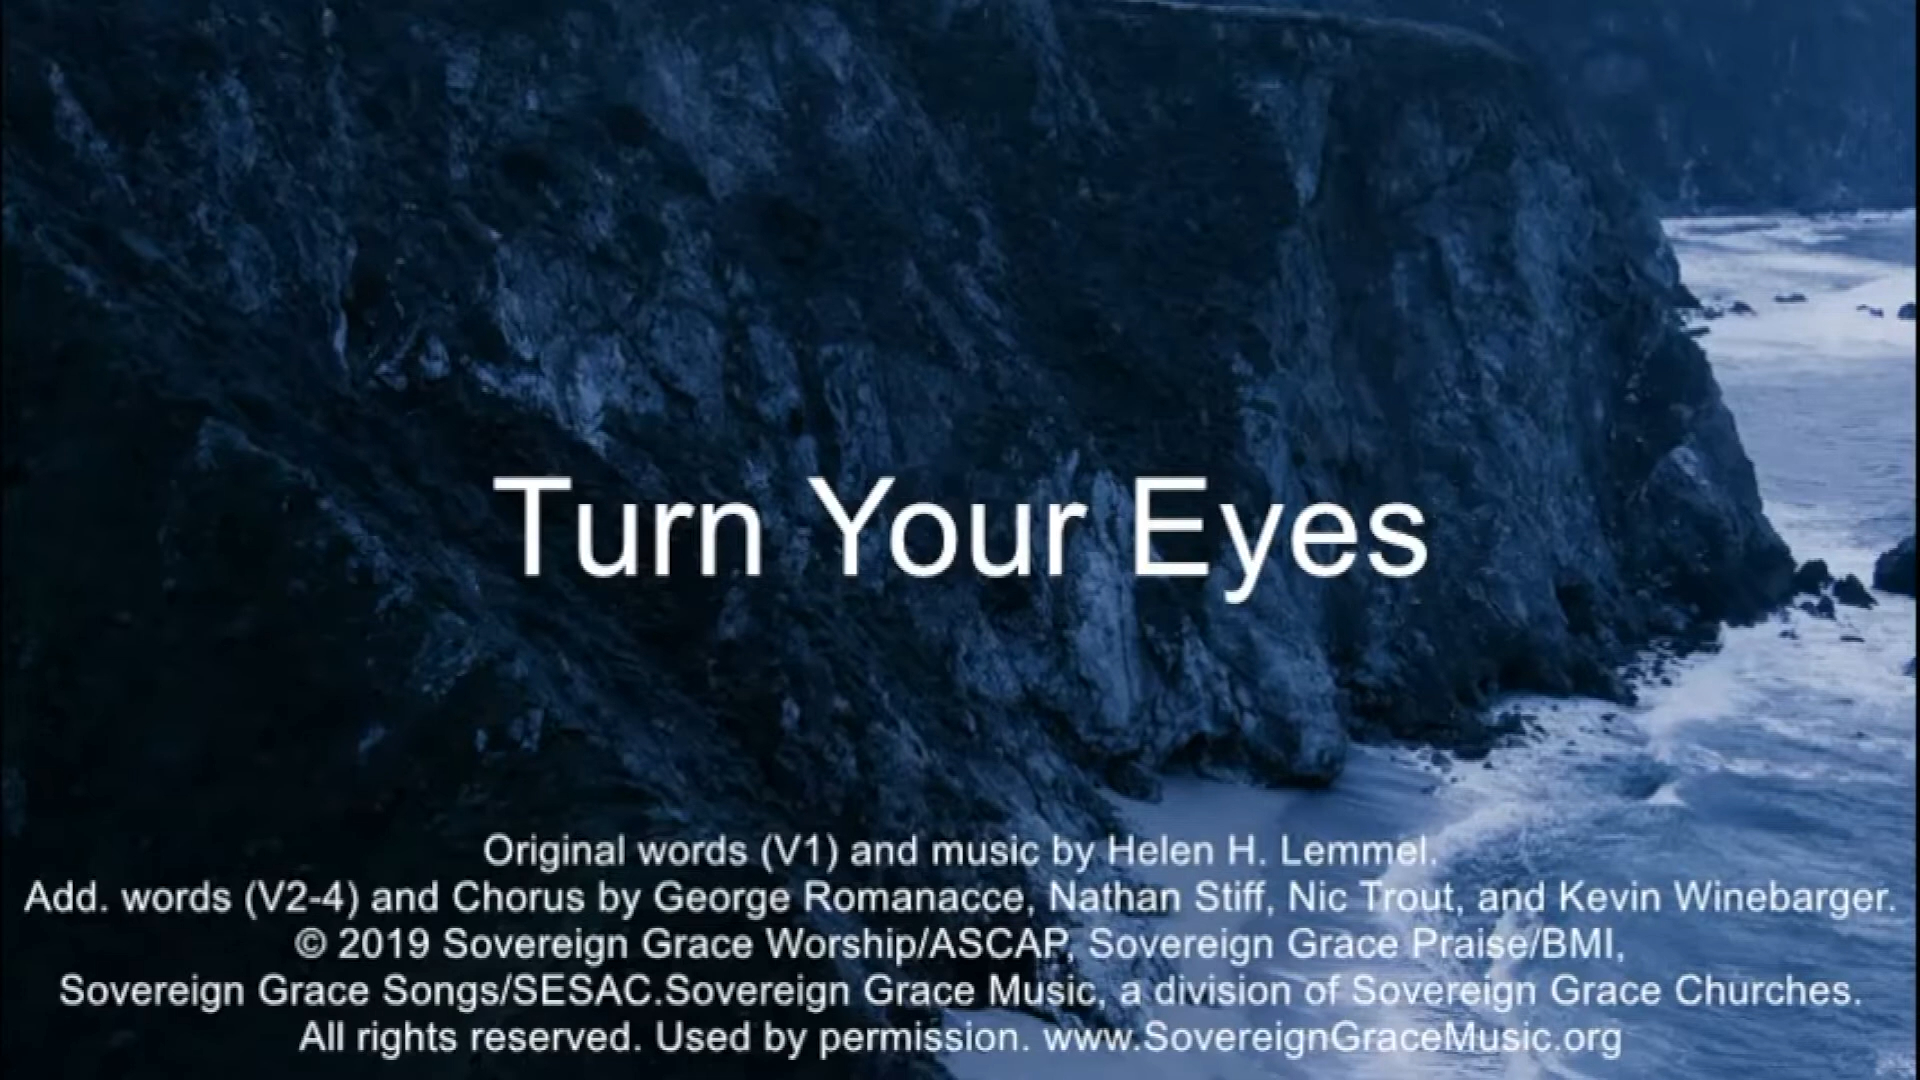 Turn Your Eyes
Original words (V1) and music by Helen H. Lemmel.
Add. words (V2-4) and Chorus by George Romanacce, Nathan Stiff, Nic Trout, and Kevin Winebarger.
© 2019 Sovereign Grace Worship/ASCAP, Sovereign Grace Praise/BMI,
Sovereign Grace Songs/SESAC.Sovereign Grace Music, a division of Sovereign Grace Churches.
All rights reserved. Used by permission. www.SovereignGraceMusic.org